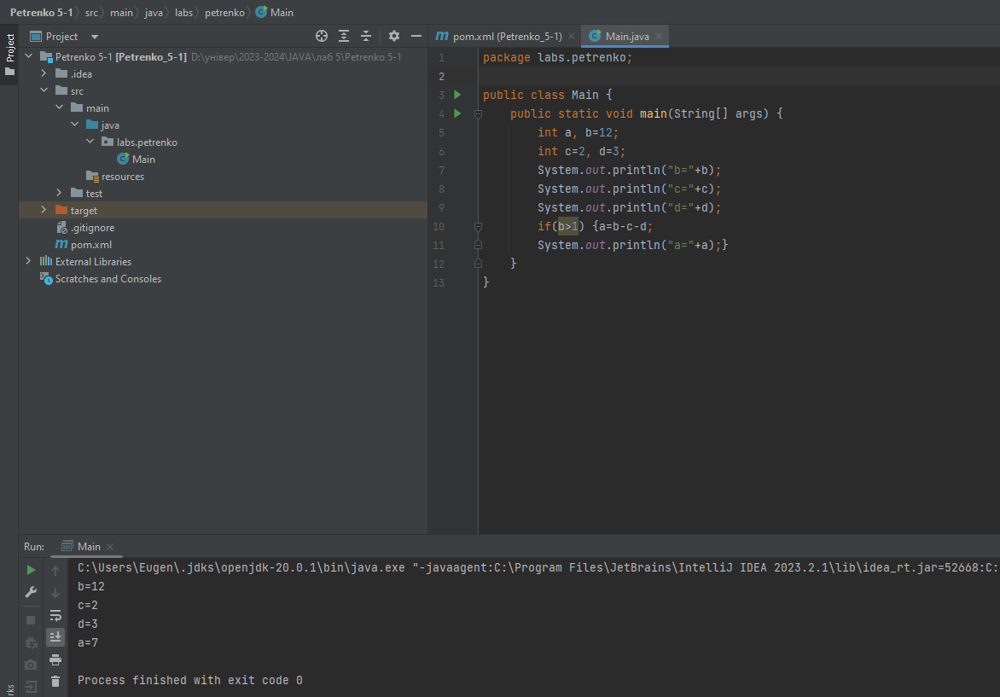 Petrenko 5-1 src main java labs petrenko Main
Project
Project
pom.xml (Petrenko_5-1)
Main.java
Petrenko 5-1 [Petrenko_5-1] D:\універ\2023-2024\JAVA\лаб 5\Petrenko 5-1
.idea
src
main
java
labs.petrenko
Main
resources
test
target
.gitignore
pom.xml
External Libraries
Scratches and Consoles
1 package labs.petrenko;
2
3 public class Main {
4 public static void main(String[] args) {
5 int a, b=12;
6 int c=2, d=3;
7 System.out.println("b="+b);
8 System.out.println("c="+c);
9 System.out.println("d="+d);
10 if(b>1) {a=b-c-d;
11 System.out.println("a="+a);}
12 }
13 }
Run: Main
C:\Users\Eugen\.jdks\openjdk-20.0.1\bin\java.exe "-javaagent:C:\Program Files\JetBrains\IntelliJ IDEA 2023.2.1\lib\idea_rt.jar=52668:C:
b=12
c=2
d=3
a=7
Process finished with exit code 0
rks